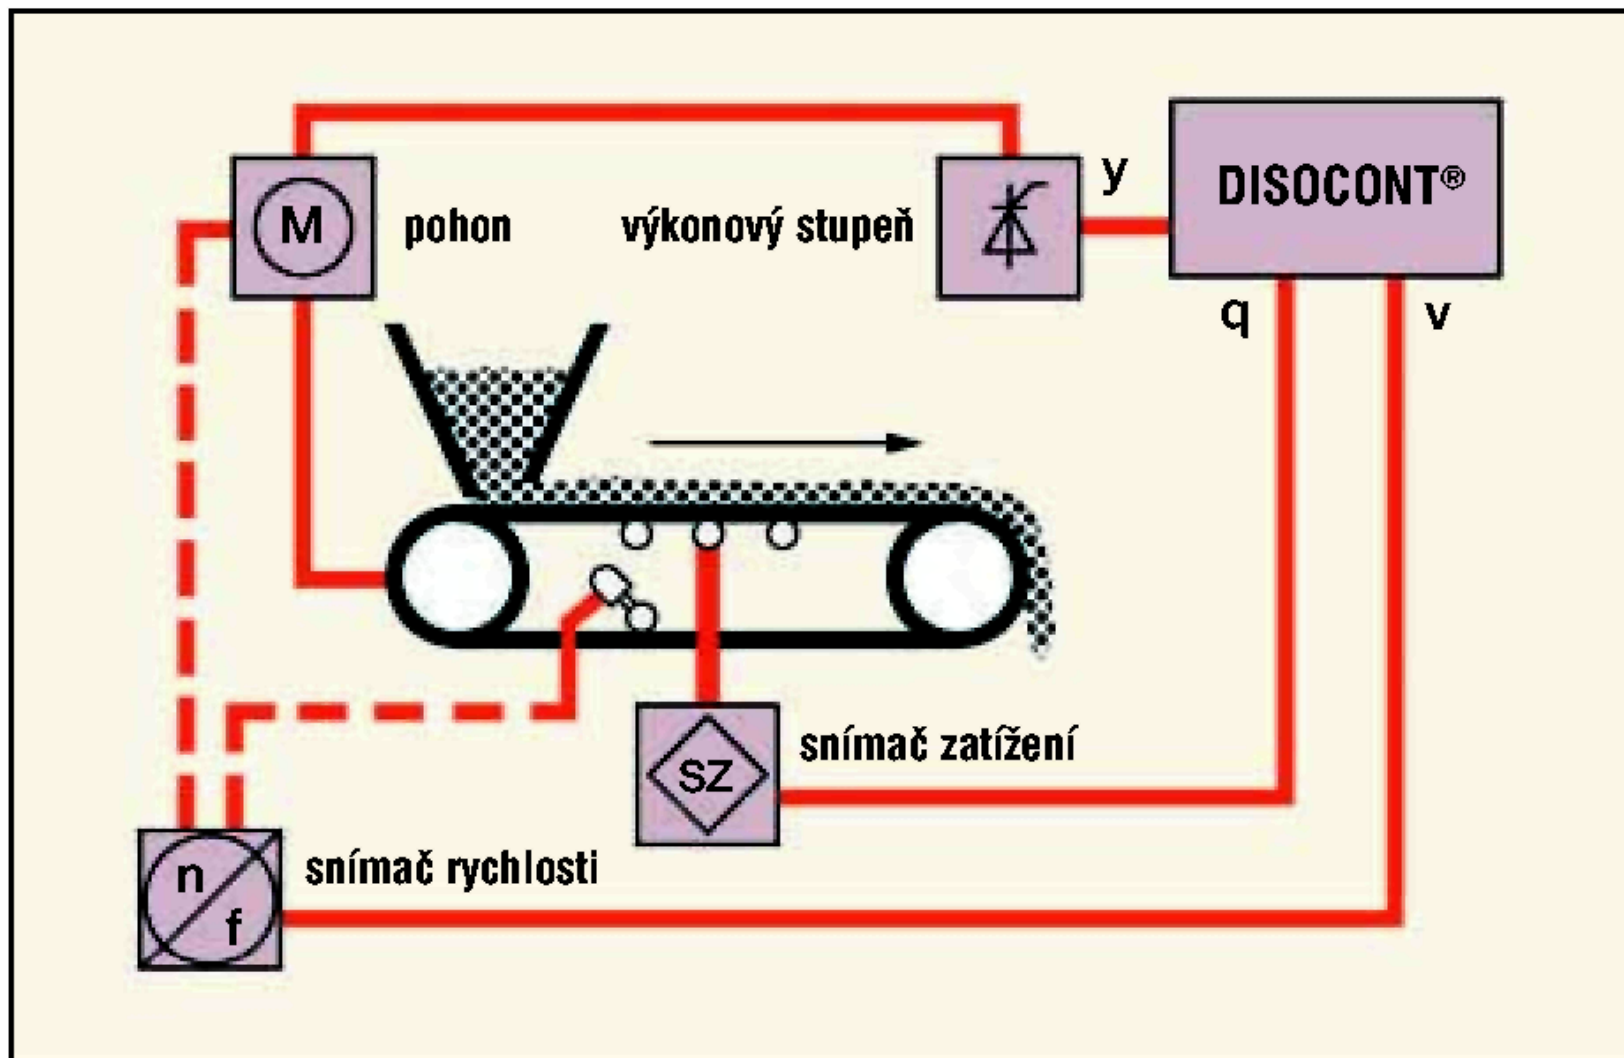 y
DISOCONT®
M
pohon
výkonový stupeň
q
v
snímač zatížení
SZ
snímač rychlosti
n
f